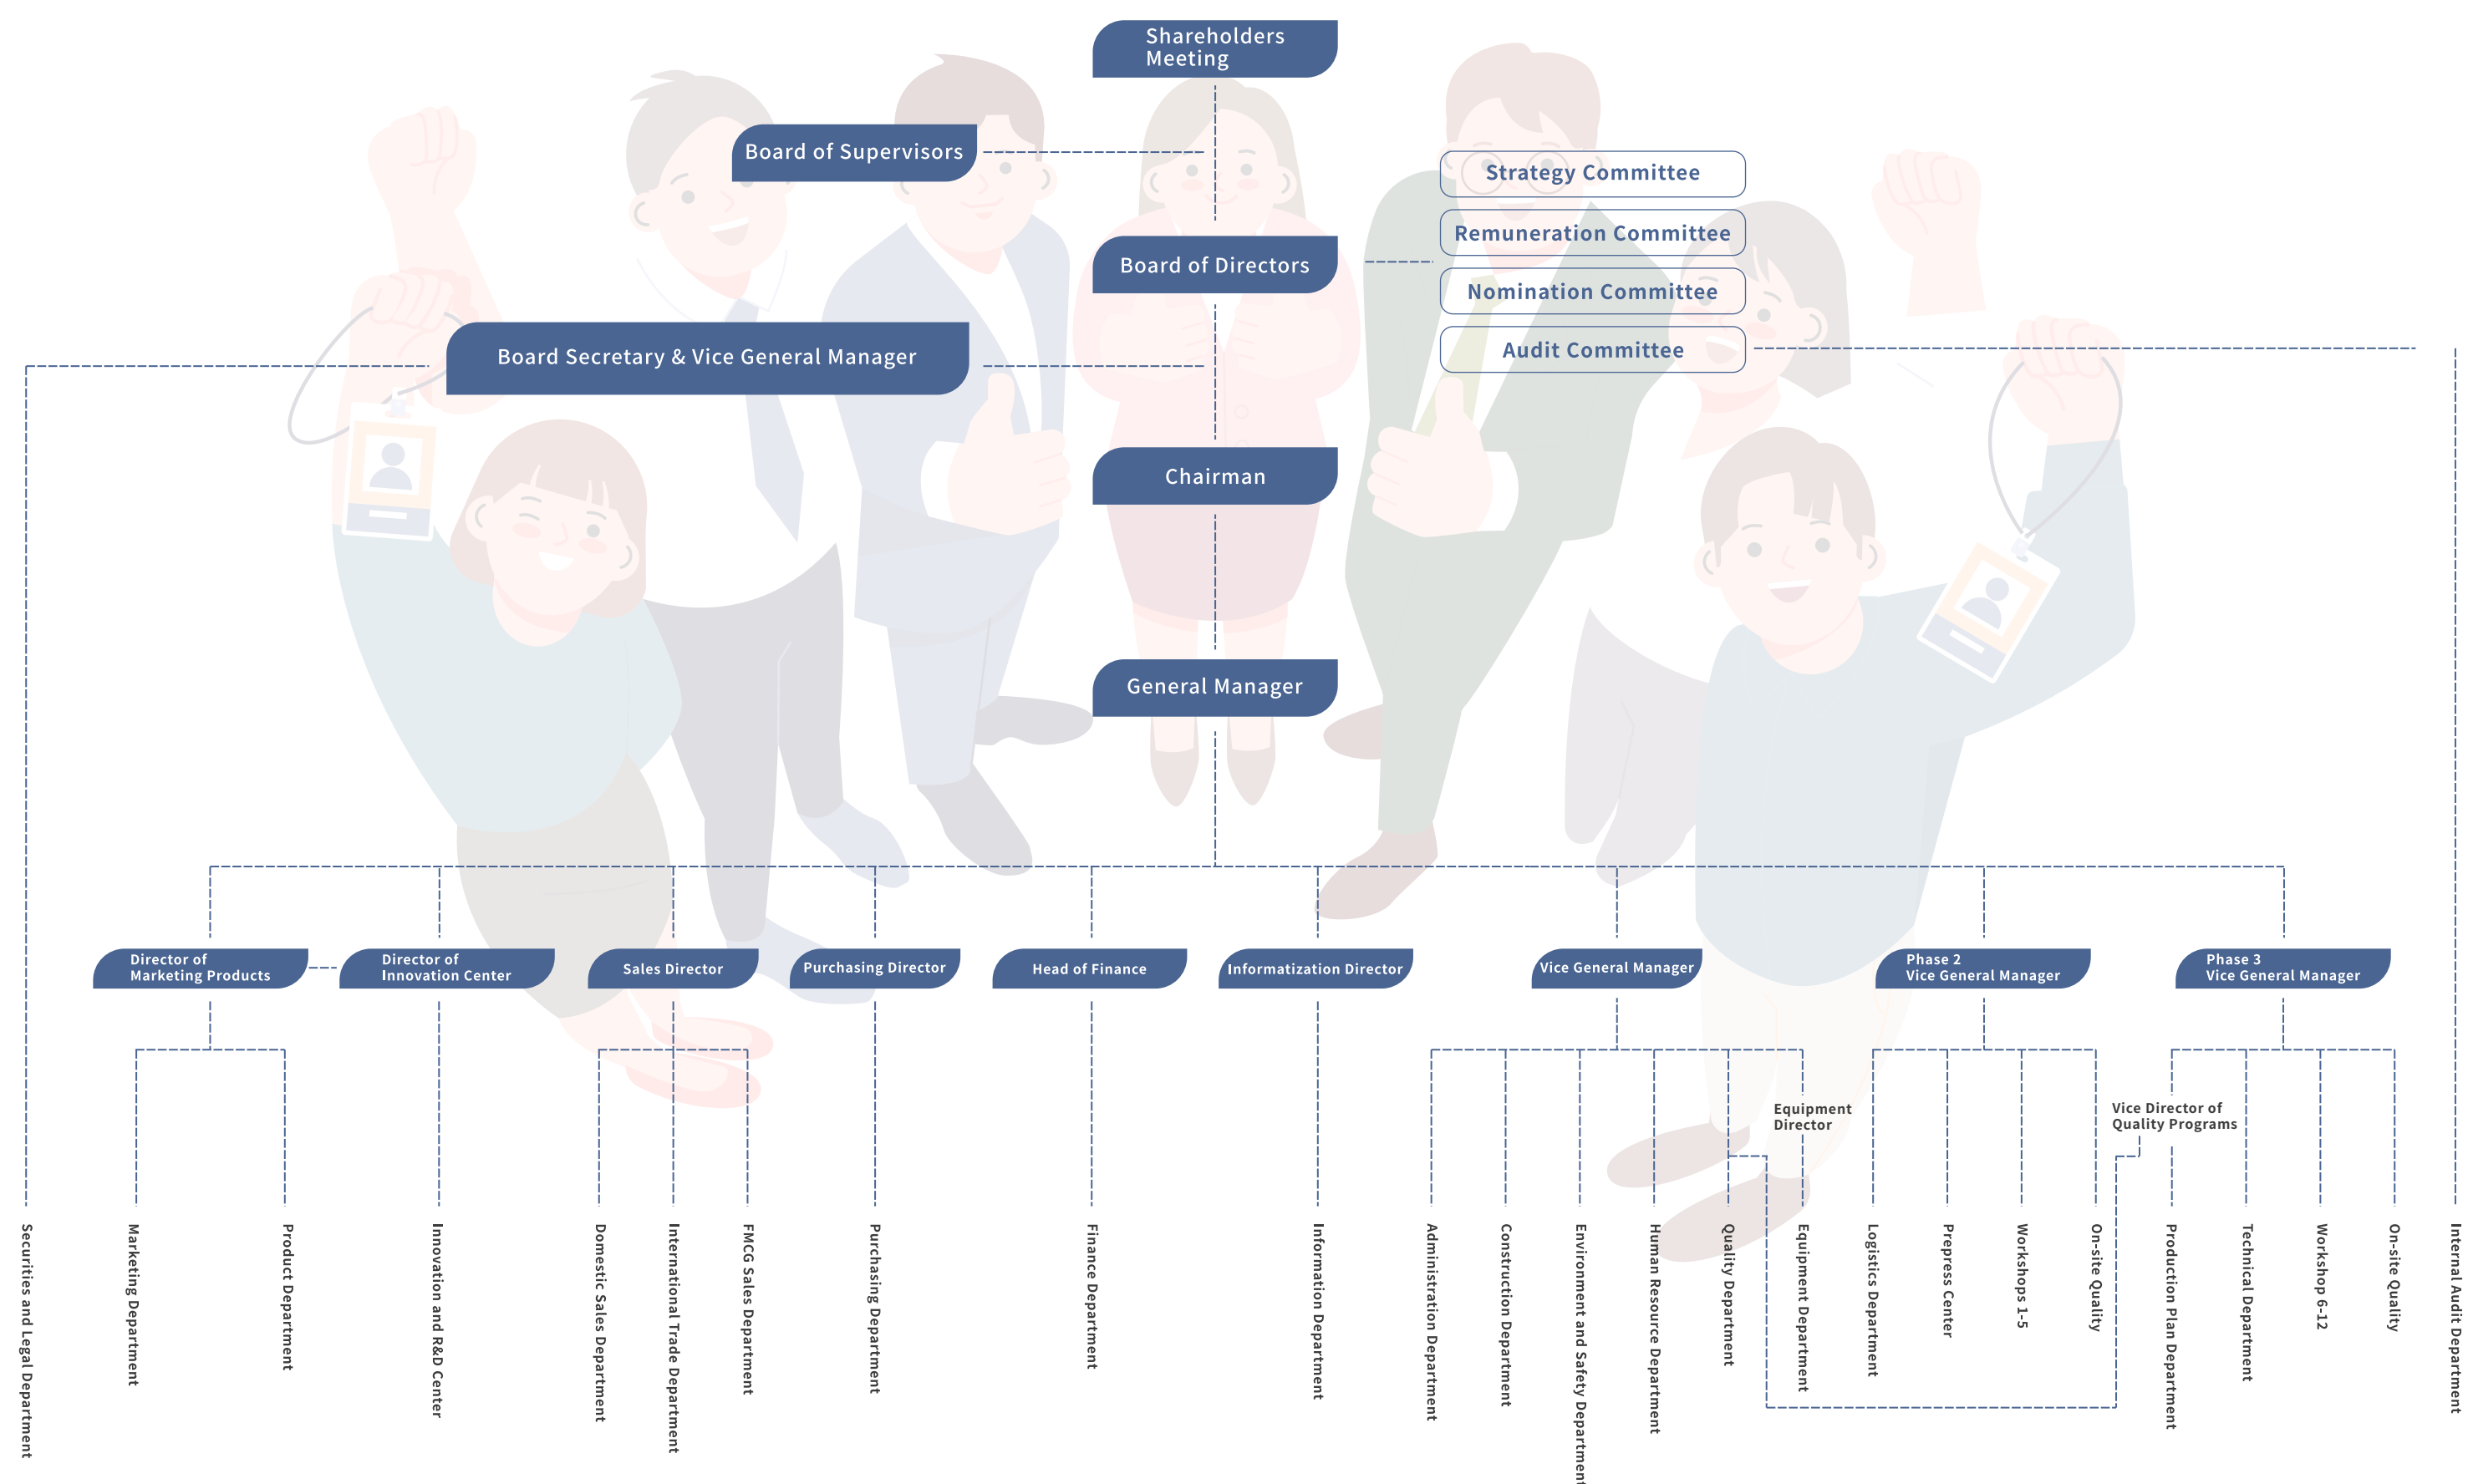 Shareholders
Meeting
Board of Supervisors
Strategy Committee
Remuneration Committee
Board of Directors
Nomination Committee
Audit Committee
Board Secretary & Vice General Manager
Chairman
General Manager
Director of
Marketing Products
Director of
Innovation Center
Sales Director
Purchasing Director
Head of Finance
Informatization Director
Vice General Manager
Phase 2
Vice General Manager
Phase 3
Vice General Manager
Equipment
Director
Vice Director of
Quality Programs
Securities and Legal Department
Marketing Department
Product Department
Innovation and R&D Center
Domestic Sales Department
International Trade Department
FMCG Sales Department
Purchasing Department
Finance Department
Information Department
Administration Department
Construction Department
Environment and Safety Department
Human Resource Department
Quality Department
Equipment Department
Logistics Department
Prepress Center
Workshops 1-5
On-site Quality
Production Plan Department
Technical Department
Workshop 6-12
On-site Quality
Internal Audit Department